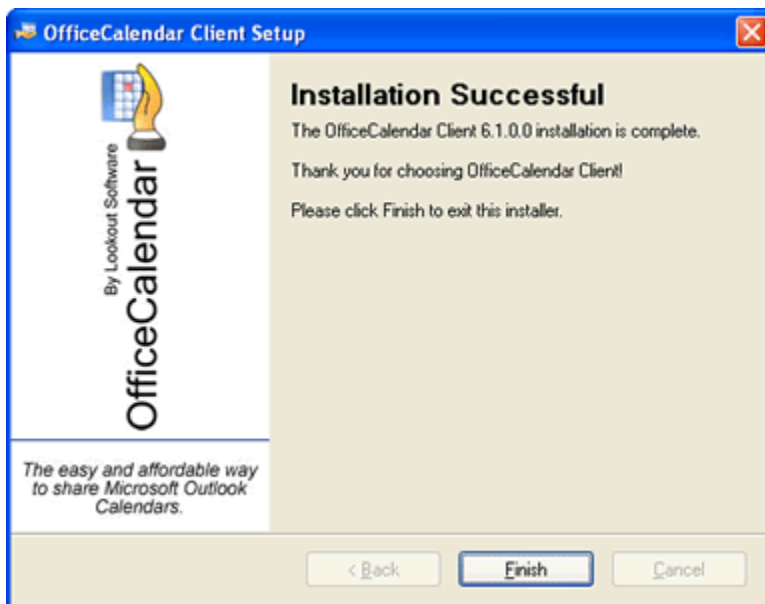 OfficeCalendar Client Setup
By Lookout Software
OfficeCalendar
The easy and affordable way
to share Microsoft Outlook
Calendars.
Installation Successful
The OfficeCalendar Client 6.1.0.0 installation is complete.
Thank you for choosing OfficeCalendar Client!
Please click Finish to exit this installer.
< Back
Finish
Cancel